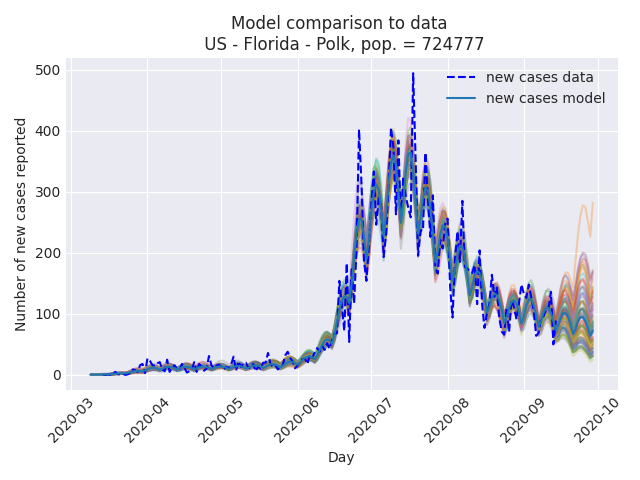 Model comparison to data
US - Florida - Polk, pop. = 724777
new cases data
new cases model
Number of new cases reported
500
400
300
200
100
0
2020-03
2020-04
2020-05
2020-06
2020-07
2020-08
2020-09
2020-10
Day